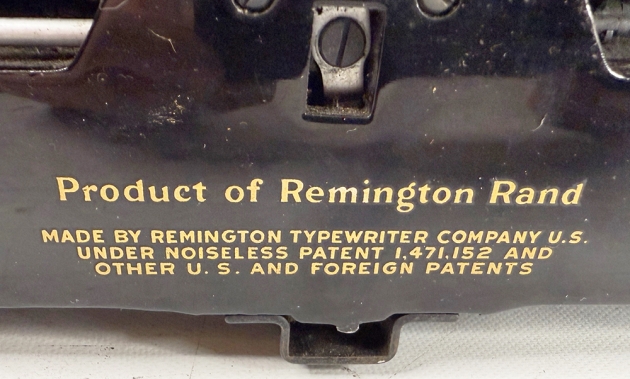 Product of Remington Rand
MADE BY REMINGTON TYPEWRITER COMPANY U.S.
UNDER NOISELESS PATENT 1,471,152 AND
OTHER U. S. AND FOREIGN PATENTS